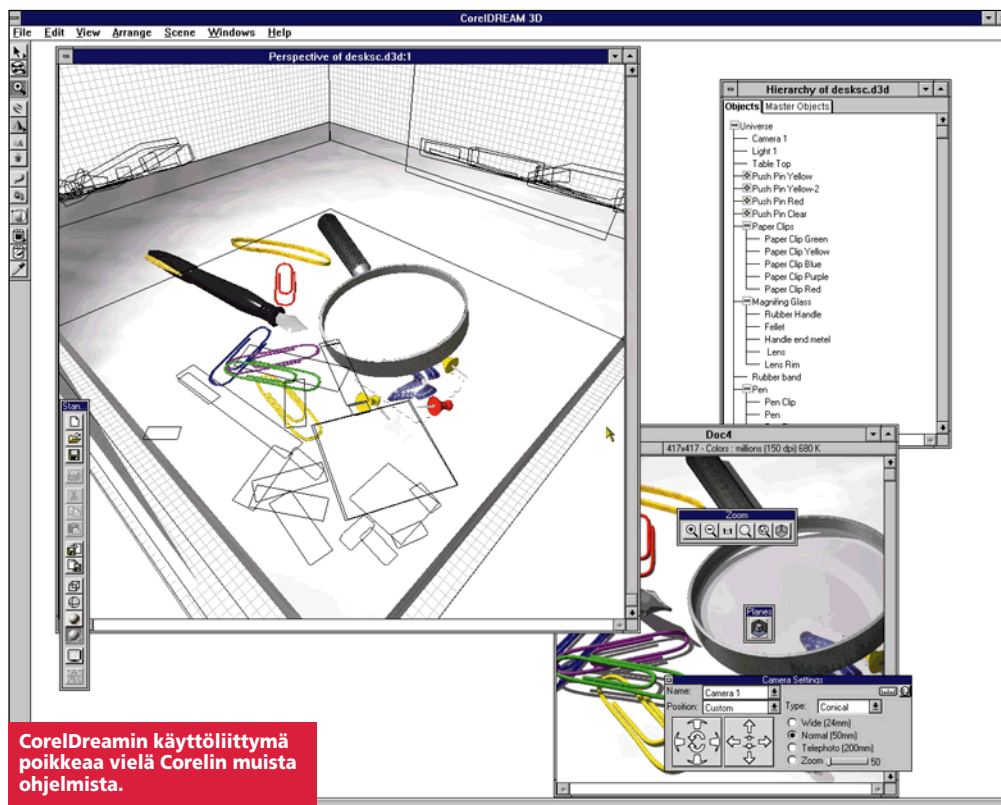 CorelDREAM 3D
File Edit View Arrange Scene Windows Help
Perspective of desksc.d3d:1
Hierarchy of desksc.d3d
Objects Master Objects
Universe
Camera 1
Light 1
Table Top
Push Pin Yellow
Push Pin Yellow-2
Push Pin Red
Push Pin Clear
Paper Clips
Paper Clip Green
Paper Clip Yellow
Paper Clip Blue
Paper Clip Purple
Paper Clip Red
Magnifing Glass
Rubber Handle
Fellet
Handle end metel
Lens
Lens Rim
Rubber band
Pen
Pen Clip
Pen
Stan...
Doc4
417x417 - Colors : millions (150 dpi) 680 K
Zoom
1:1
Planes
Camera Settings
Name: Camera 1
Position: Custom
Type: Conical
Wide (24mm)
Normal (50mm)
Telephoto (200mm)
Zoom 50
CorelDreamin käyttöliittymä
poikkeaa vielä Corelin muista
ohjelmista.